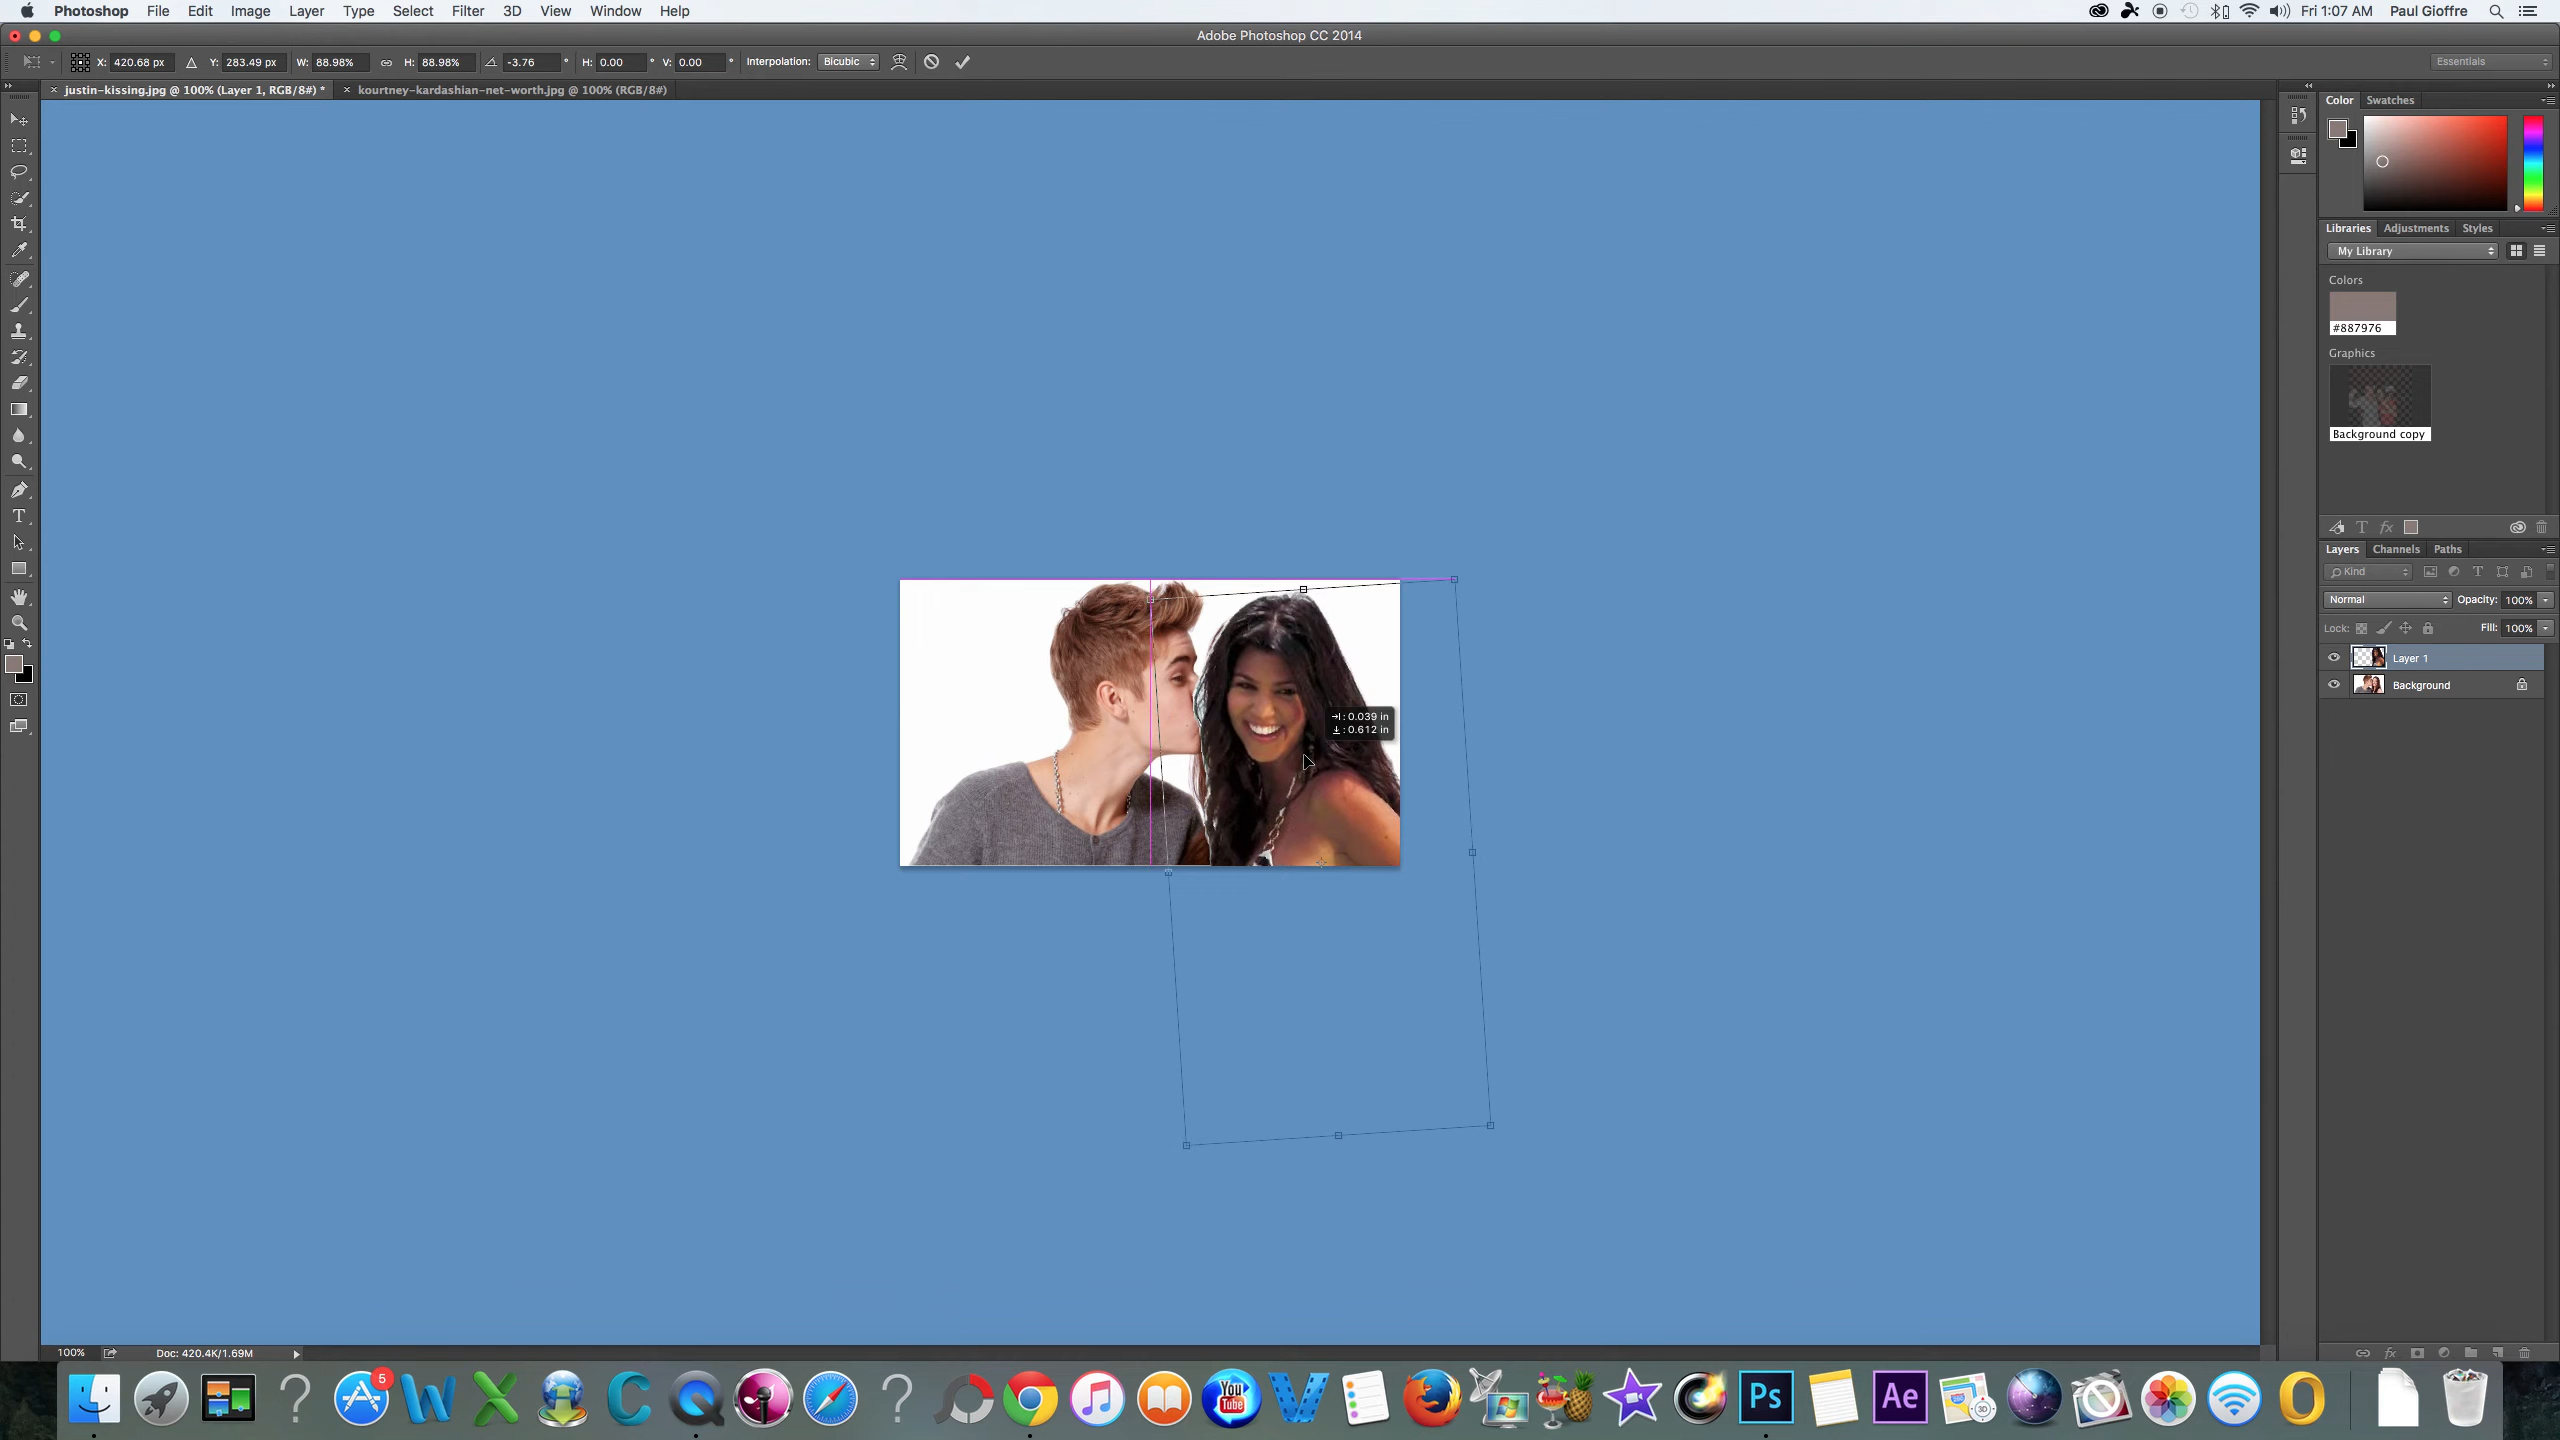 Photoshop File Edit Image Layer Type Select Filter 3D View Window Help Fri 1:07 AM Paul Gioffre
Adobe Photoshop CC 2014
X: 420.68 px Y: 283.49 px W: 88.98% H: 88.98% -3.76 ° H: 0.00 ° V: 0.00 ° Interpolation: Bicubic Essentials
justin-kissing.jpg @ 100% (Layer 1, RGB/8#) * kourtney-kardashian-net-worth.jpg @ 100% (RGB/8#)
Color Swatches
Libraries Adjustments Styles
My Library
Colors
#887976
Graphics
Background copy
T fx
Layers Channels Paths
Kind T
Normal Opacity: 100%
Lock: Fill: 100%
Layer 1
Background
: 0.039 in
: 0.612 in
T
100% Doc: 420.4K/1.69M
fx
5
W X C Q ? ? You Tube V Ps Ae 3D O